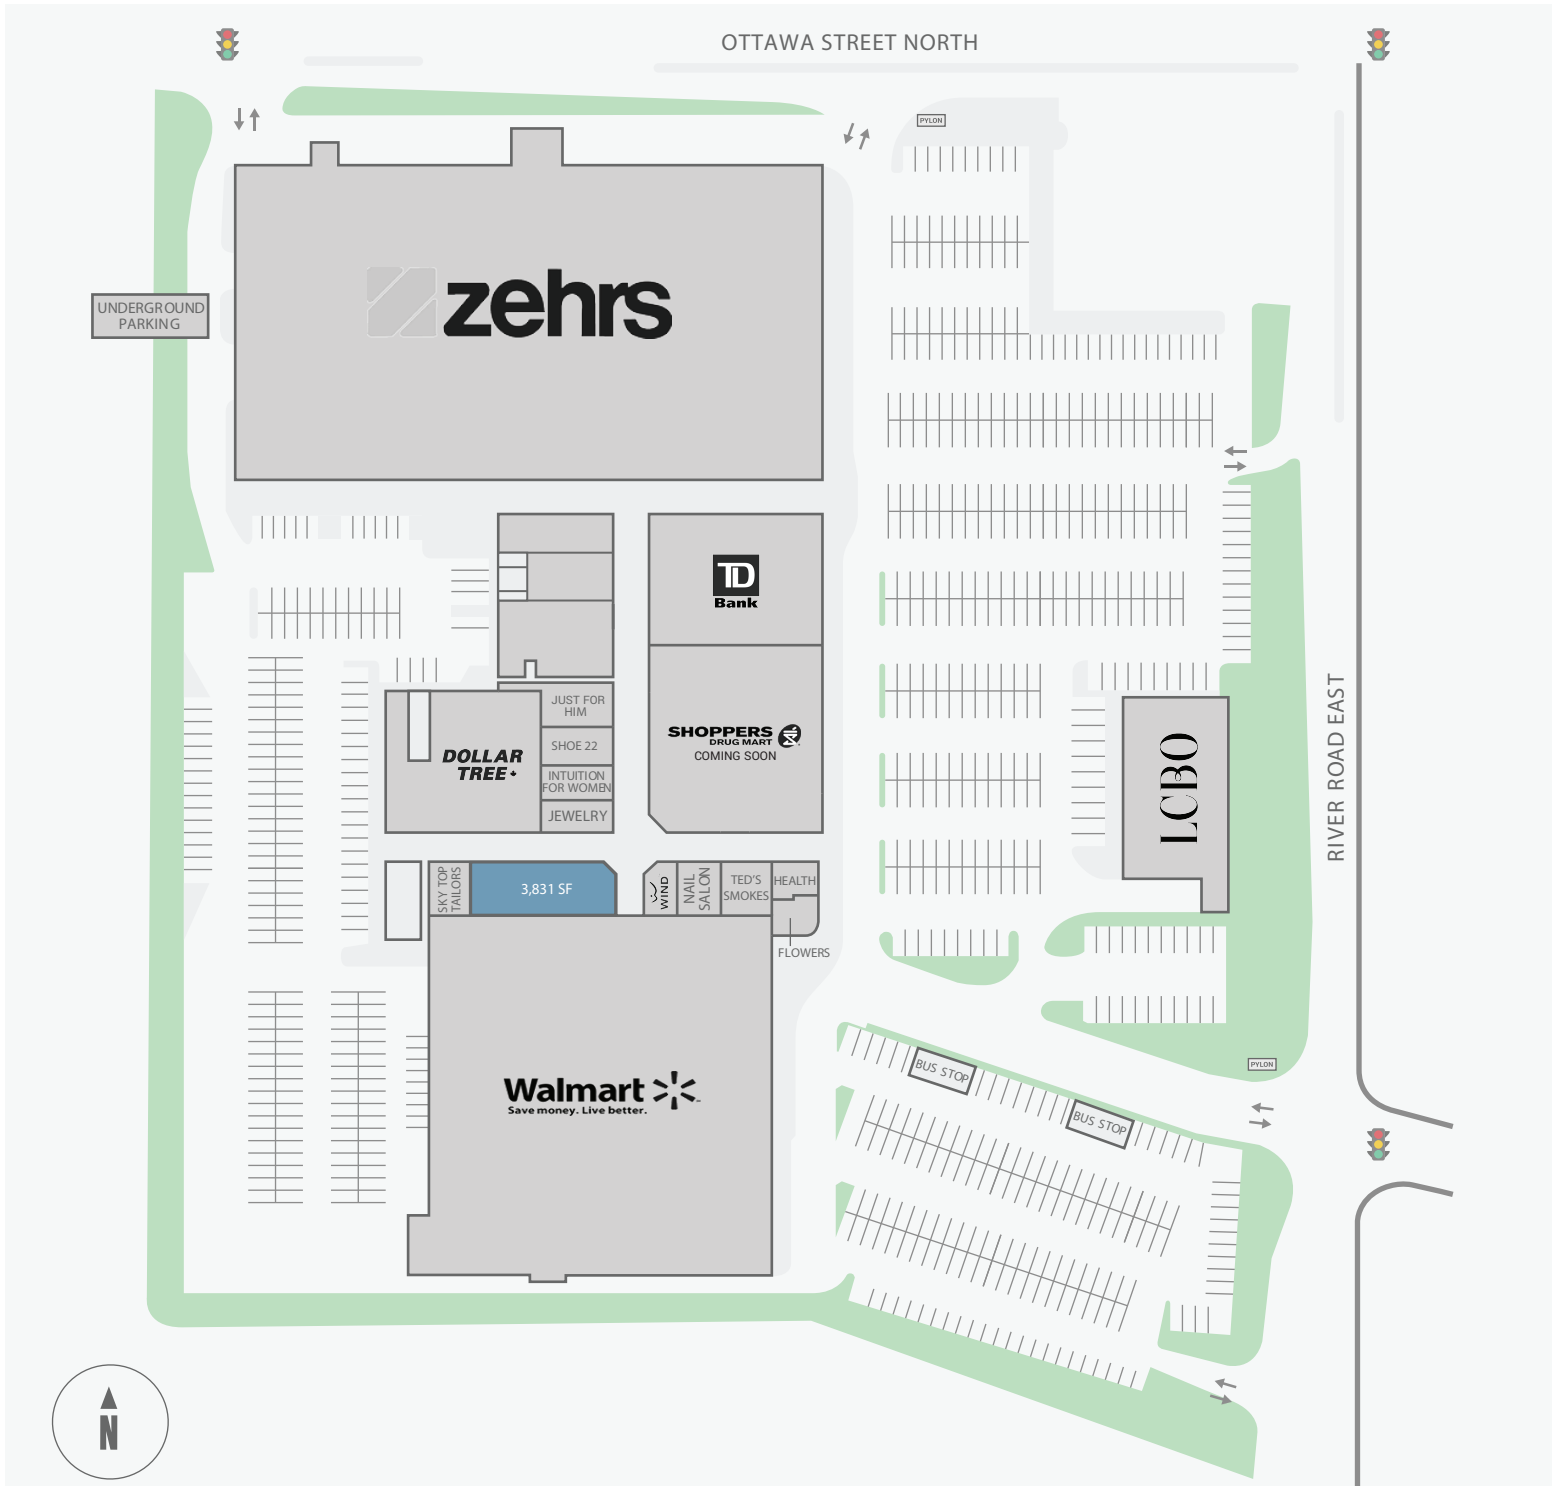 OTTAWA STREET NORTH
PYLON
zehrs
UNDERGROUND
PARKING
TD
Bank
JUST FOR
HIM
SHOE 22
INTUITION
FOR WOMEN
JEWELRY
DOLLAR
TREE
SHOPPERS
DRUG MART
COMING SOON
LCBO
RIVER ROAD EAST
SKY TOP
TAILORS
3,831 SF
WIND
NAIL
SALON
TED'S
SMOKES
HEALTH
FLOWERS
Walmart
Save money. Live better.
BUS STOP
BUS STOP
PYLON
N